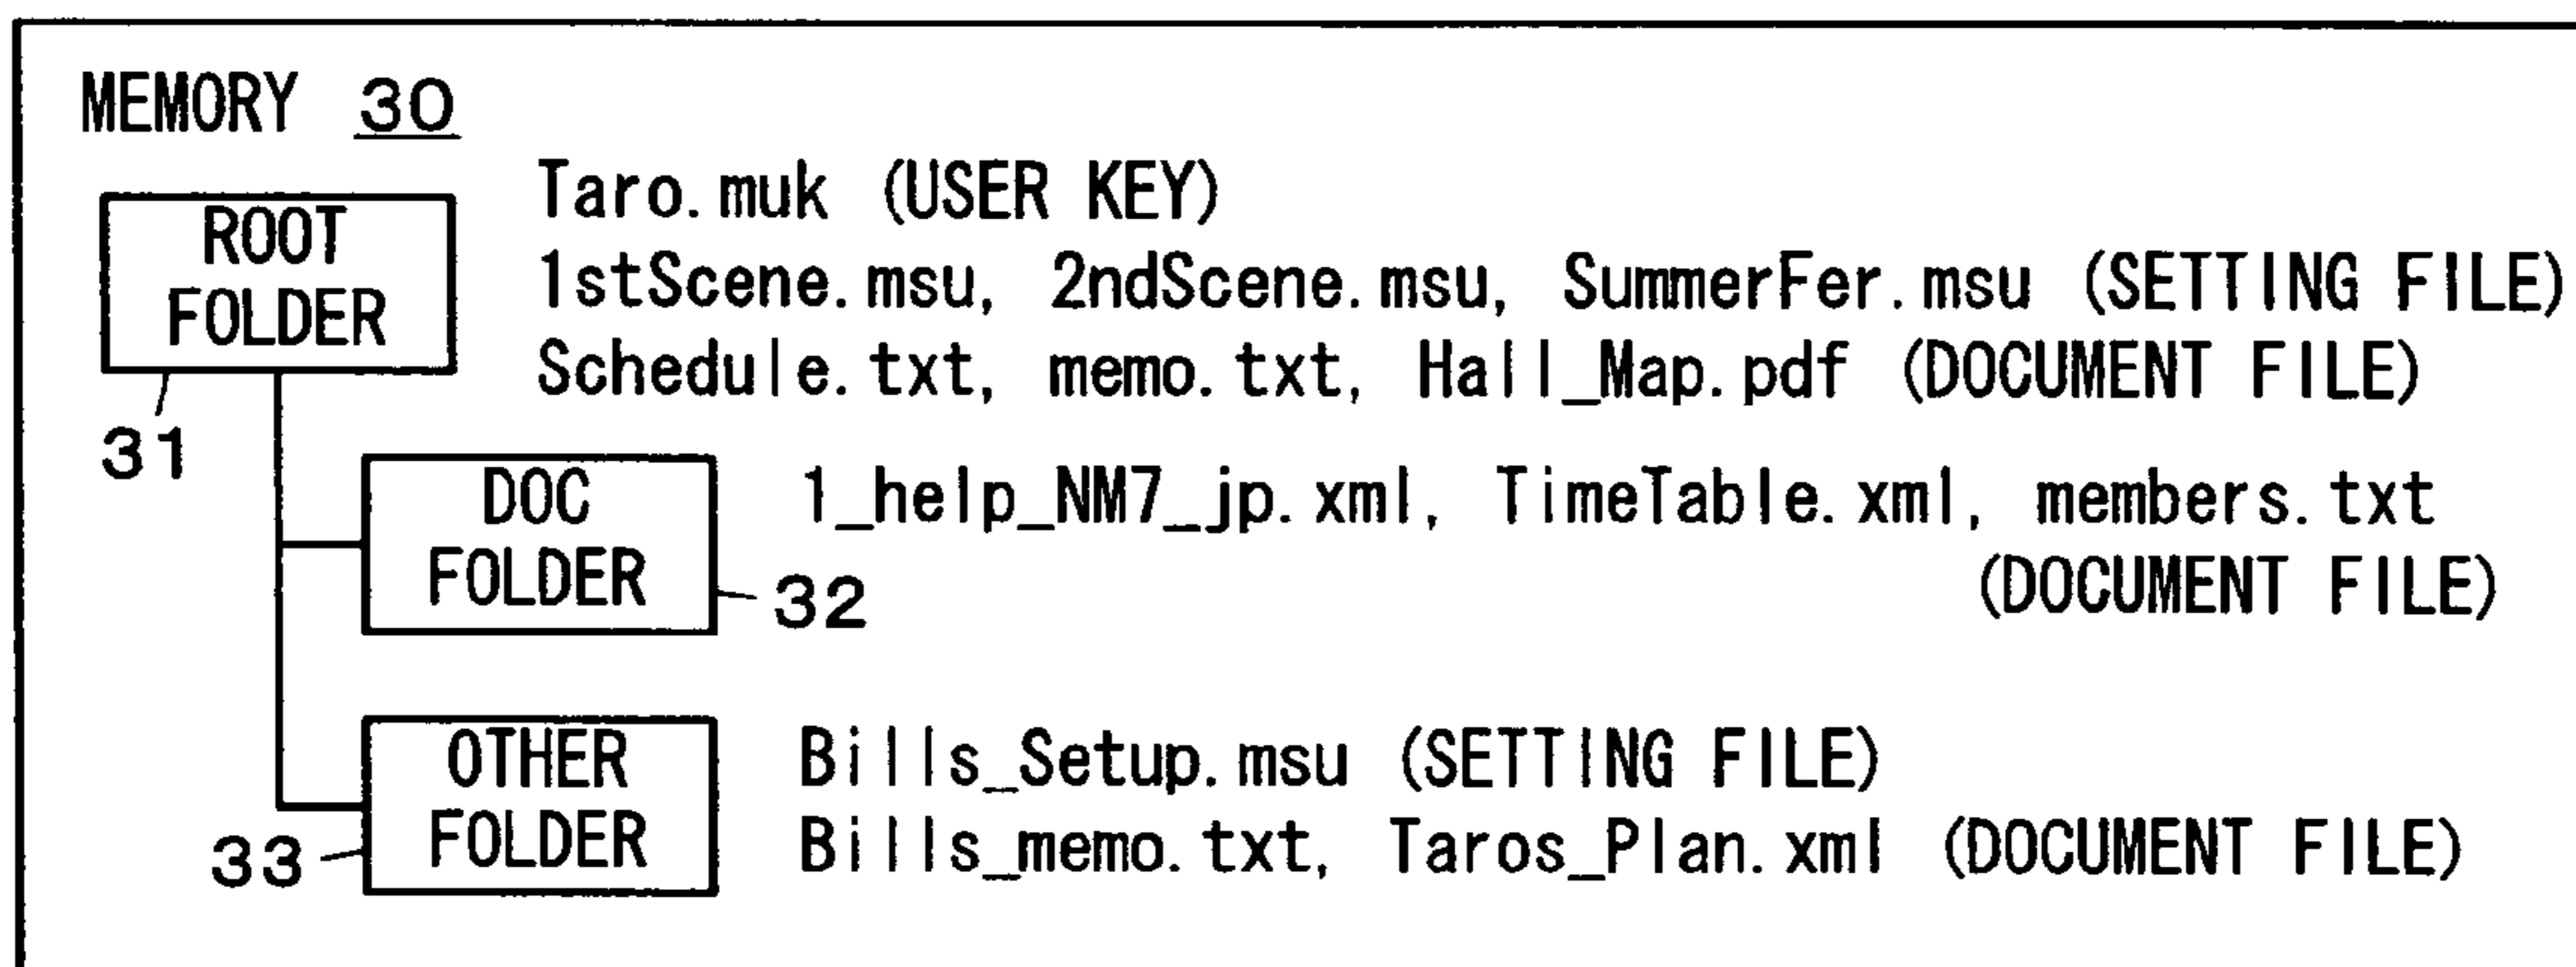 MEMORY 30
ROOT
FOLDER
31
Taro.muk (USER KEY)
1stScene.msu, 2ndScene.msu, SummerFer.msu (SETTING FILE)
Schedule.txt, memo.txt, Hall_Map.pdf (DOCUMENT FILE)
DOC
FOLDER
32
1_help_NM7_jp.xml, TimeTable.xml, members.txt
(DOCUMENT FILE)
OTHER
FOLDER
33
Bills_Setup.msu (SETTING FILE)
Bills_memo.txt, Taros_Plan.xml (DOCUMENT FILE)